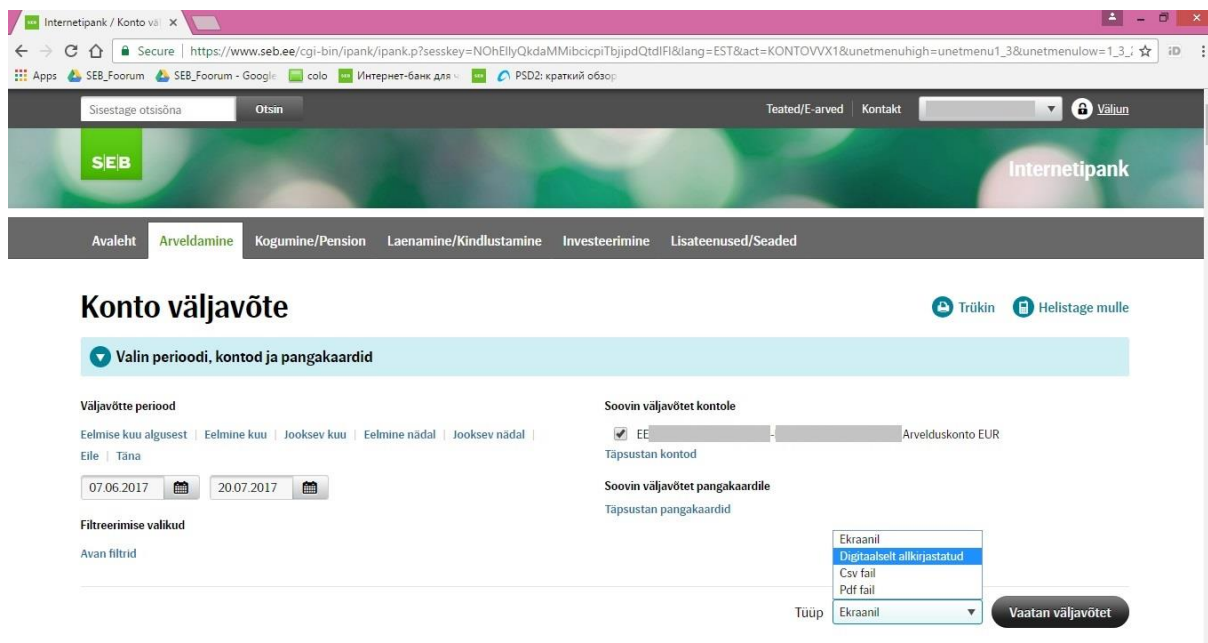 Internetipank / Konto väl
Secure | https://www.seb.ee/cgi-bin/ipank/ipank.p?sesskey=NOhEIlyQkdaMMibcicpiTbjipdQtdIFI&lang=EST&act=KONTOVVX1&unetmenuhigh=unetmenu1_3&unetmenulow=1_3_
iD
Apps SEB_Foorum SEB_Foorum - Google colo Интернет-банк для ч PSD2: краткий обзор
Sisestage otsisõna Otsin Teated/E-arved Kontakt Väljun
SEB
Internetipank
Avaleht Arveldamine Kogumine/Pension Laenamine/Kindlustamine Investeerimine Lisateenused/Seaded
Konto väljavõte
Trükin Helistage mulle
Valin perioodi, kontod ja pangakaardid
Väljavõtte periood
Eelmise kuu algusest | Eelmine kuu | Jooksev kuu | Eelmine nädal | Jooksev nädal |
Eile | Täna
07.06.2017 20.07.2017
Filtreerimise valikud
Avan filtrid
Soovin väljavõtet kontole
EE - Arvelduskonto EUR
Täpsustan kontod
Soovin väljavõtet pangakaardile
Täpsustan pangakaardid
Ekraanil
Digitaalselt allkirjastatud
Csv fail
Pdf fail
Tüüp Ekraanil Vaatan väljavõtet